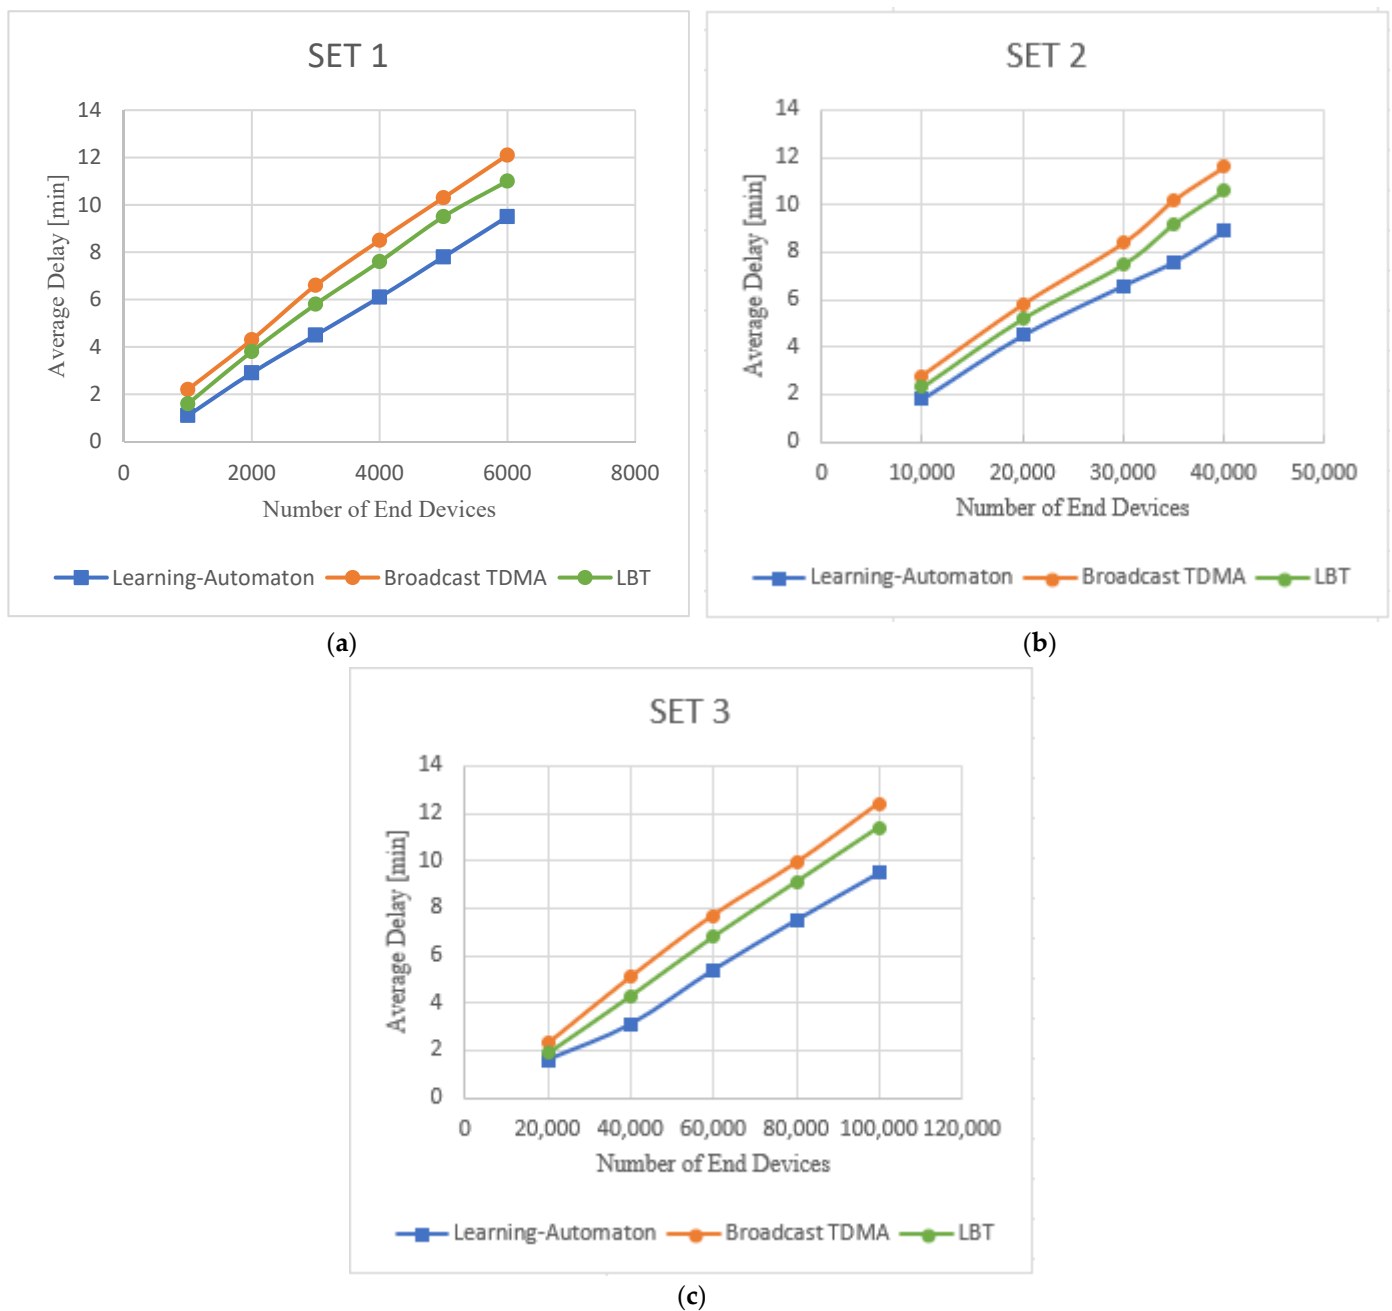 SET 1
14
12
10
8
6
4
2
0
Average Delay [min]
0 2000 4000 6000 8000
Number of End Devices
Learning-Automaton Broadcast TDMA LBT
(a)
SET 2
14
12
10
8
6
4
2
0
Average Delay [min]
0 10,000 20,000 30,000 40,000 50,000
Number of End Devices
Learning-Automaton Broadcast TDMA LBT
(b)
SET 3
14
12
10
8
6
4
2
0
Average Delay [min]
0 20,000 40,000 60,000 80,000 100,000 120,000
Number of End Devices
Learning-Automaton Broadcast TDMA LBT
(c)